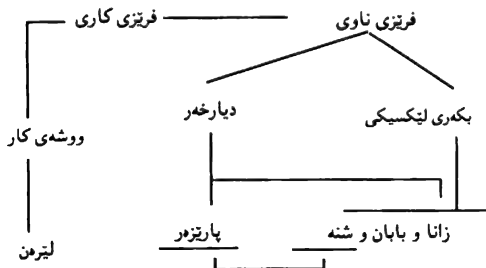 فرێزی ناوی فرێزی کاری
بکەری لێکسیکی دیارخەر
ووشەی کار
زانا و بابان و شنە پارێزەر لێرەن